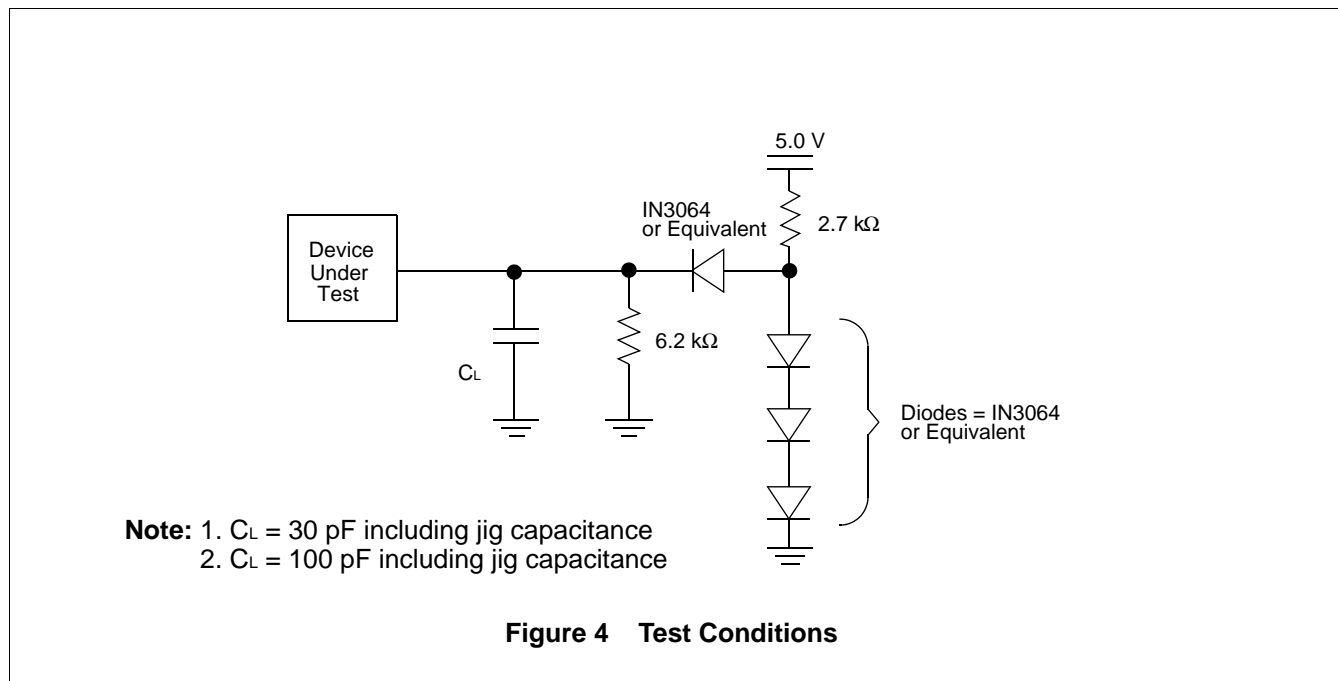 5.0 V
IN3064
or Equivalent
2.7 kΩ
Device
Under
Test
6.2 kΩ
CL
Diodes = IN3064
or Equivalent
Note: 1. CL = 30 pF including jig capacitance
2. CL = 100 pF including jig capacitance
Figure 4 Test Conditions